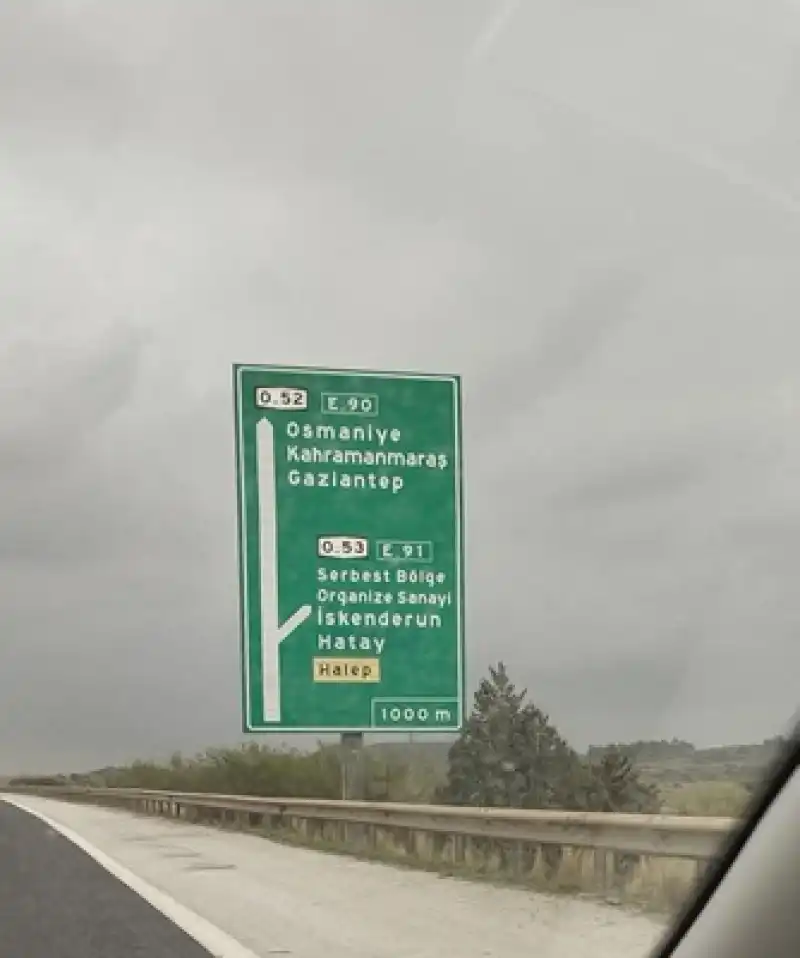 O.52 E.90
Osmaniye
Kahramanmaraş
Gaziantep
O.53 E.91
Serbest Bölge
Organize Sanayi
İskenderun
Hatay
Halep
1000 m